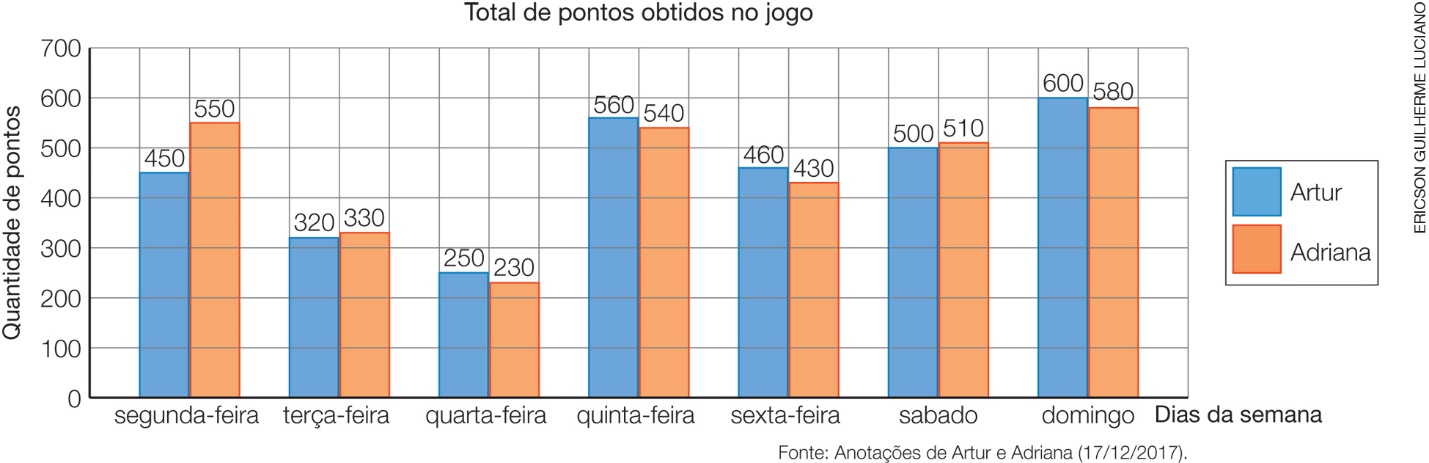 Total de pontos obtidos no jogo
Quantidade de pontos
700
600
500
400
300
200
100
0
450 550
320 330
250 230
560 540
460 430
500 510
600 580
segunda-feira terça-feira quarta-feira quinta-feira sexta-feira sabado domingo Dias da semana
Artur
Adriana
Fonte: Anotações de Artur e Adriana (17/12/2017).
ERICSON GUILHERME LUCIANO